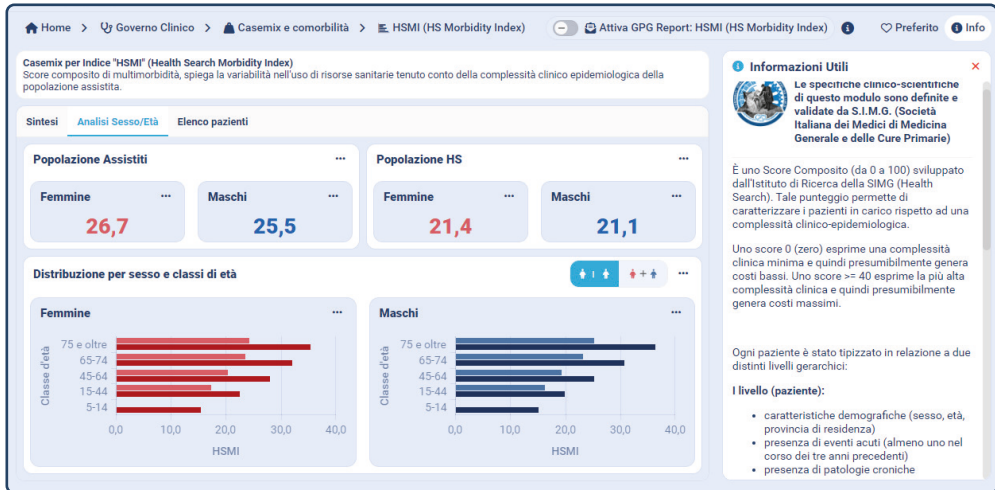 Home > Governo Clinico > Casemix e comorbilità > HSMI (HS Morbidity Index) Attiva GPG Report: HSMI (HS Morbidity Index) Preferito Info
Casemix per Indice "HSMI" (Health Search Morbidity Index)
Score composito di multimorbidità, spiega la variabilità nell'uso di risorse sanitarie tenuto conto della complessità clinico epidemiologica della
popolazione assistita.
Sintesi Analisi Sesso/Età Elenco pazienti
Popolazione Assistiti ...
Femmine ...
26,7
Maschi ...
25,5
Popolazione HS ...
Femmine ...
21,4
Maschi ...
21,1
Distribuzione per sesso e classi di età ...
Femmine ...
Classe d'età
75 e oltre
65-74
45-64
15-44
5-14
0,0 10,0 20,0 30,0 40,0
HSMI
Maschi ...
Classe d'età
75 e oltre
65-74
45-64
15-44
5-14
0,0 10,0 20,0 30,0 40,0
HSMI
Informazioni Utili
Le specifiche clinico-scientifiche
di questo modulo sono definite e
validate da S.I.M.G. (Società
Italiana dei Medici di Medicina
Generale e delle Cure Primarie)
È uno Score Composito (da 0 a 100) sviluppato
dall'Istituto di Ricerca della SIMG (Health
Search). Tale punteggio permette di
caratterizzare i pazienti in carico rispetto ad una
complessità clinico-epidemiologica.
Uno score 0 (zero) esprime una complessità
clinica minima e quindi presumibilmente genera
costi bassi. Uno score >= 40 esprime la più alta
complessità clinica e quindi presumibilmente
genera costi massimi.
Ogni paziente è stato tipizzato in relazione a due
distinti livelli gerarchici:
I livello (paziente):
• caratteristiche demografiche (sesso, età,
provincia di residenza)
• presenza di eventi acuti (almeno uno nel
corso dei tre anni precedenti)
• presenza di patologie croniche